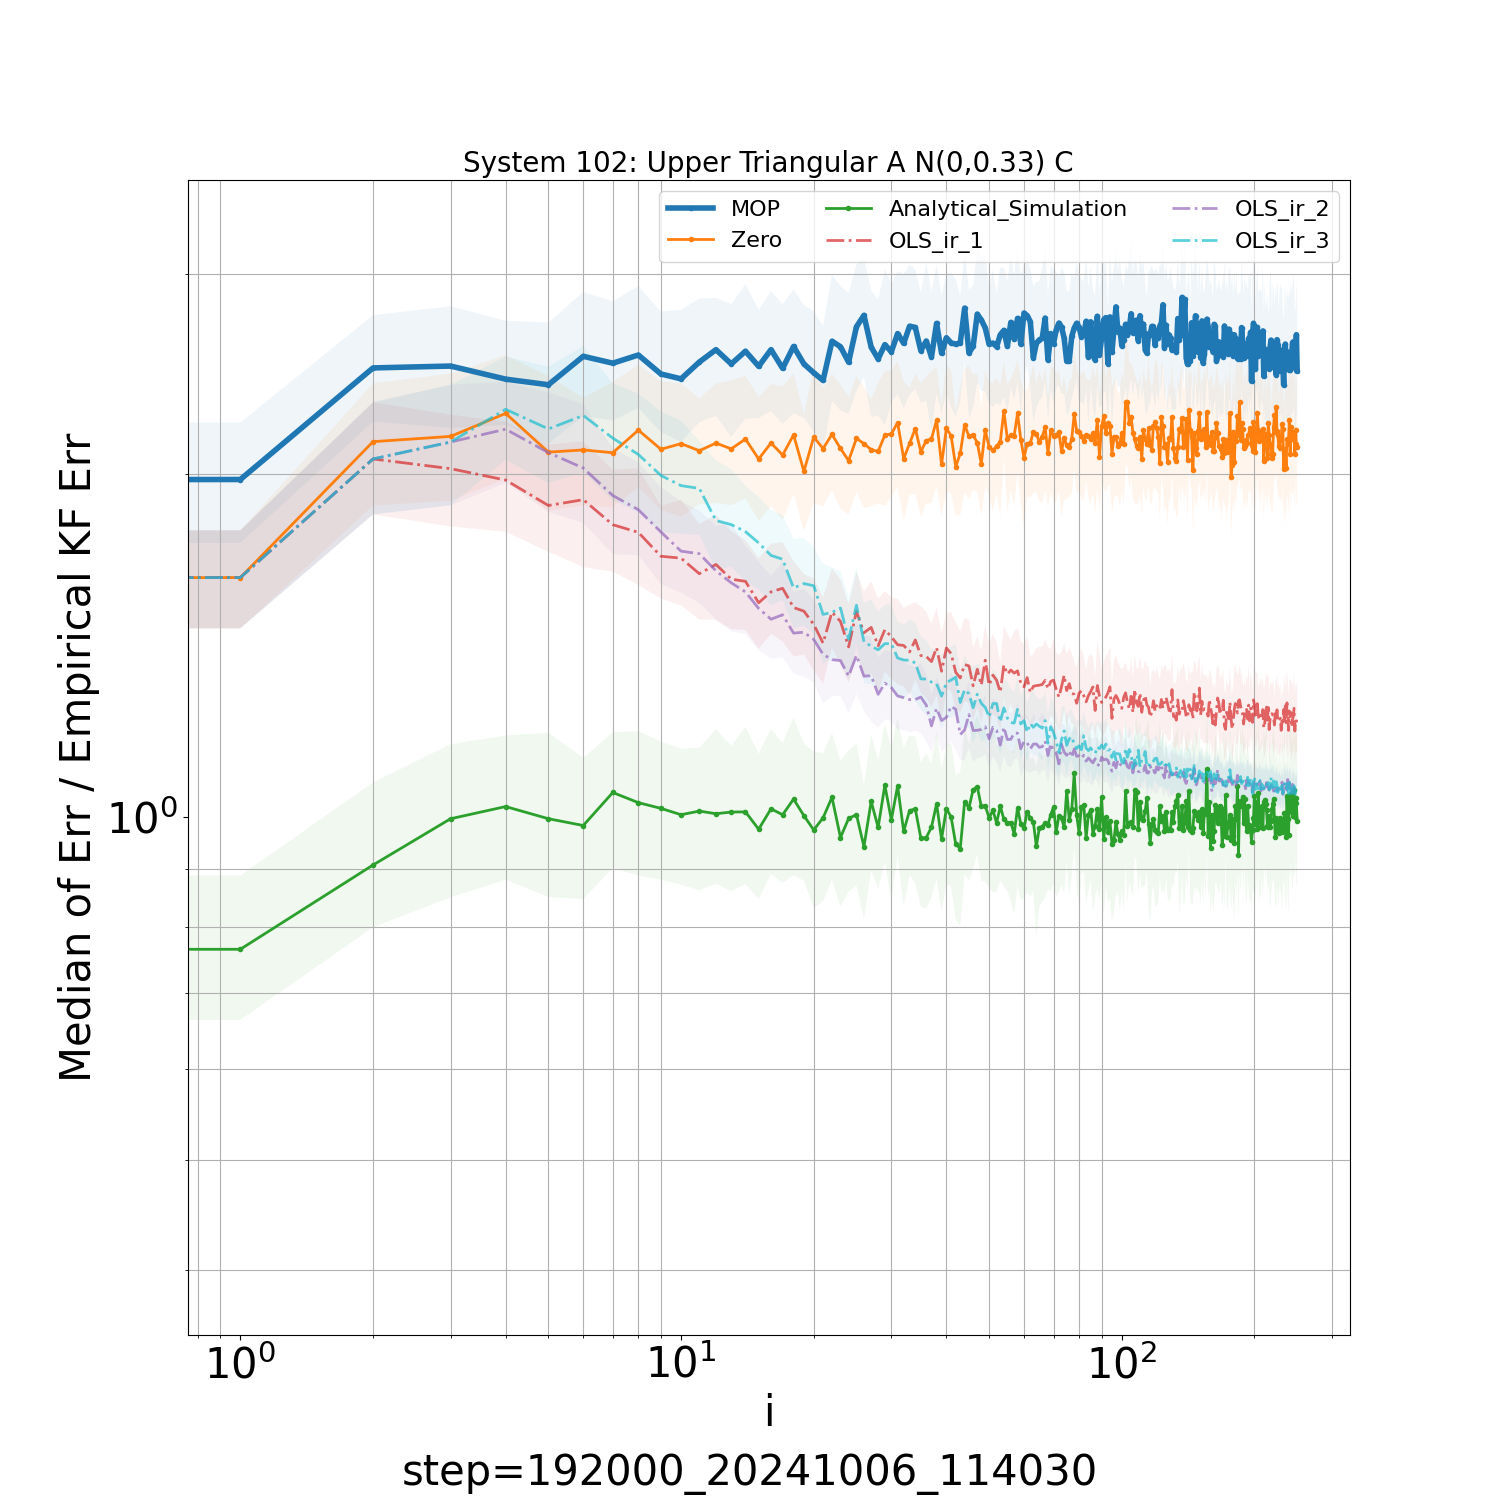 System 102: Upper Triangular A N(0,0.33) C
MOP
Zero
Analytical_Simulation
OLS_ir_1
OLS_ir_2
OLS_ir_3
Median of Err / Empirical KF Err
10⁰
10⁰ 10¹ 10²
i
step=192000_20241006_114030